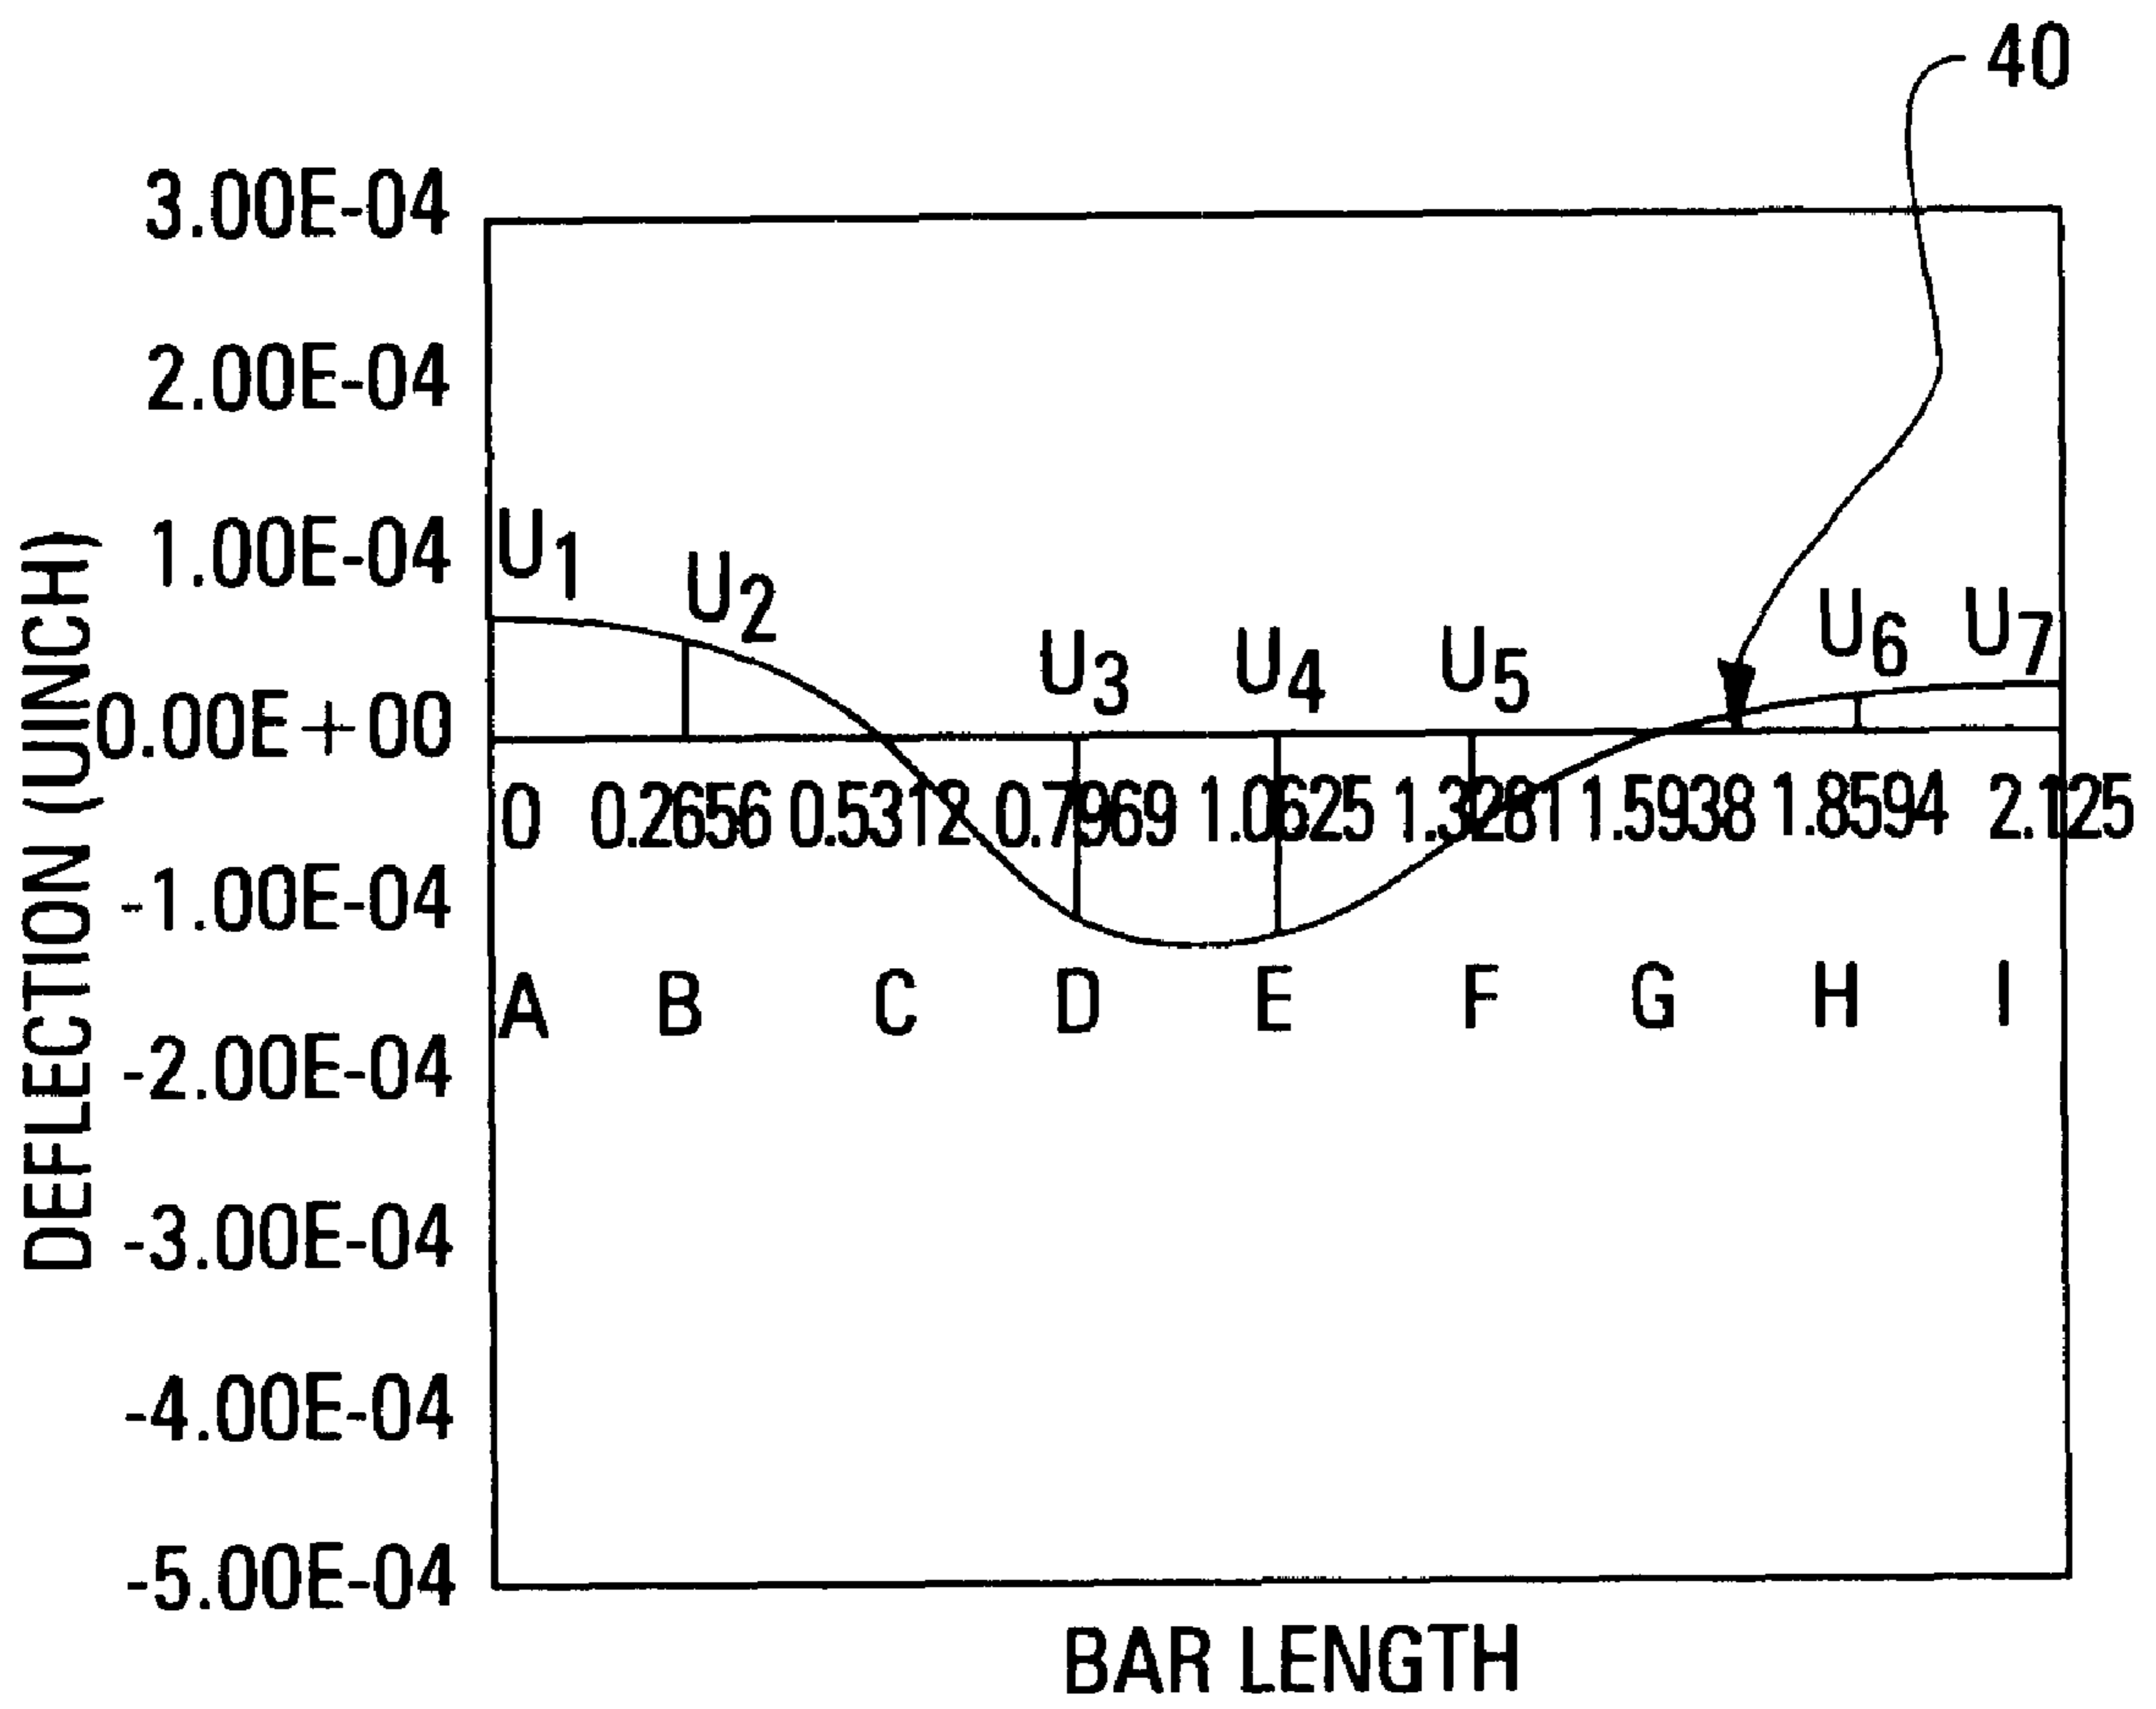 40
3.00E-04
2.00E-04
1.00E-04
0.00E+00
-1.00E-04
-2.00E-04
-3.00E-04
-4.00E-04
-5.00E-04
DEFLECTION (UINCH)
U1 U2 U3 U4 U5 U6 U7
0 0.2656 0.5312 0.7969 1.0625 1.3281 1.5938 1.8594 2.125
A B C D E F G H I
BAR LENGTH